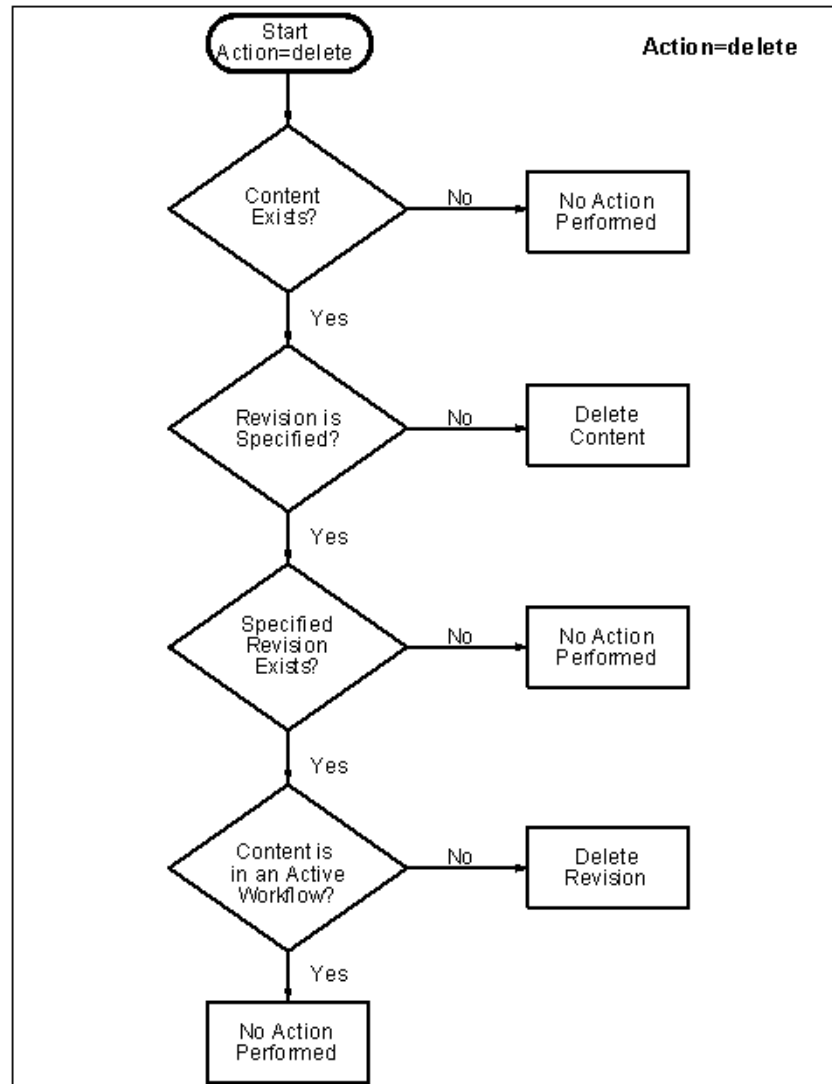 Start
Action=delete
Action=delete
Content
Exists?
No
No Action
Performed
Yes
Revision is
Specified?
No
Delete
Content
Yes
Specified
Revision
Exists?
No
No Action
Performed
Yes
Content is
in an Active
Workflow?
No
Delete
Revision
Yes
No Action
Performed